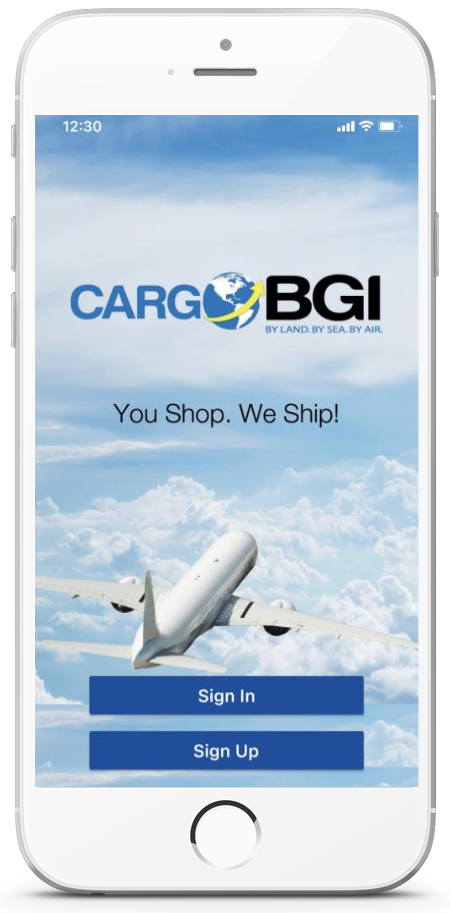 12:30
CARGO BGI
BY LAND. BY SEA. BY AIR.
You Shop. We Ship!
Sign In
Sign Up